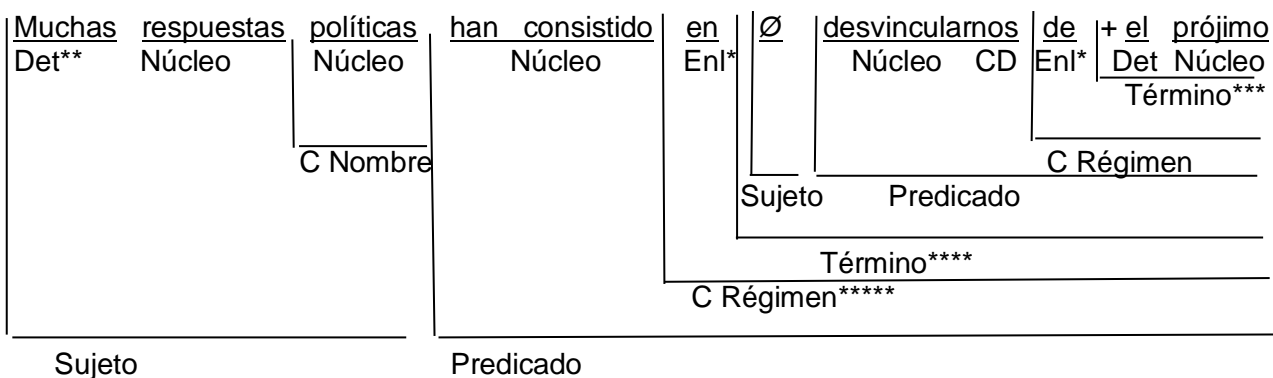 Muchas respuestas políticas han consistido en Ø desvincularnos de + el prójimo
Det** Núcleo Núcleo Núcleo Enl* Núcleo CD Enl* Det Núcleo
Término***
C Nombre C Régimen
Sujeto Predicado
Término****
C Régimen*****
Sujeto Predicado